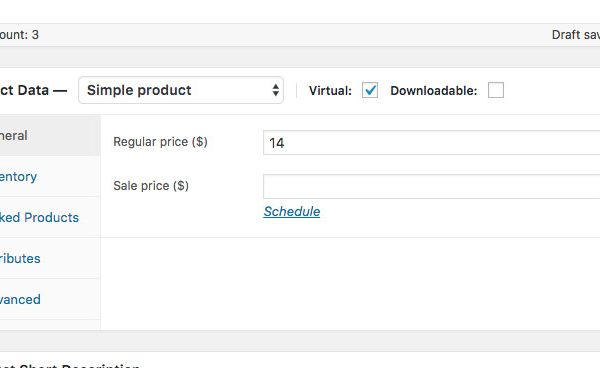 ount: 3 Draft sav
ct Data — Simple product Virtual: Downloadable:
neral Regular price ($) 14
entory Sale price ($)
Schedule
ked Products
ributes
vanced